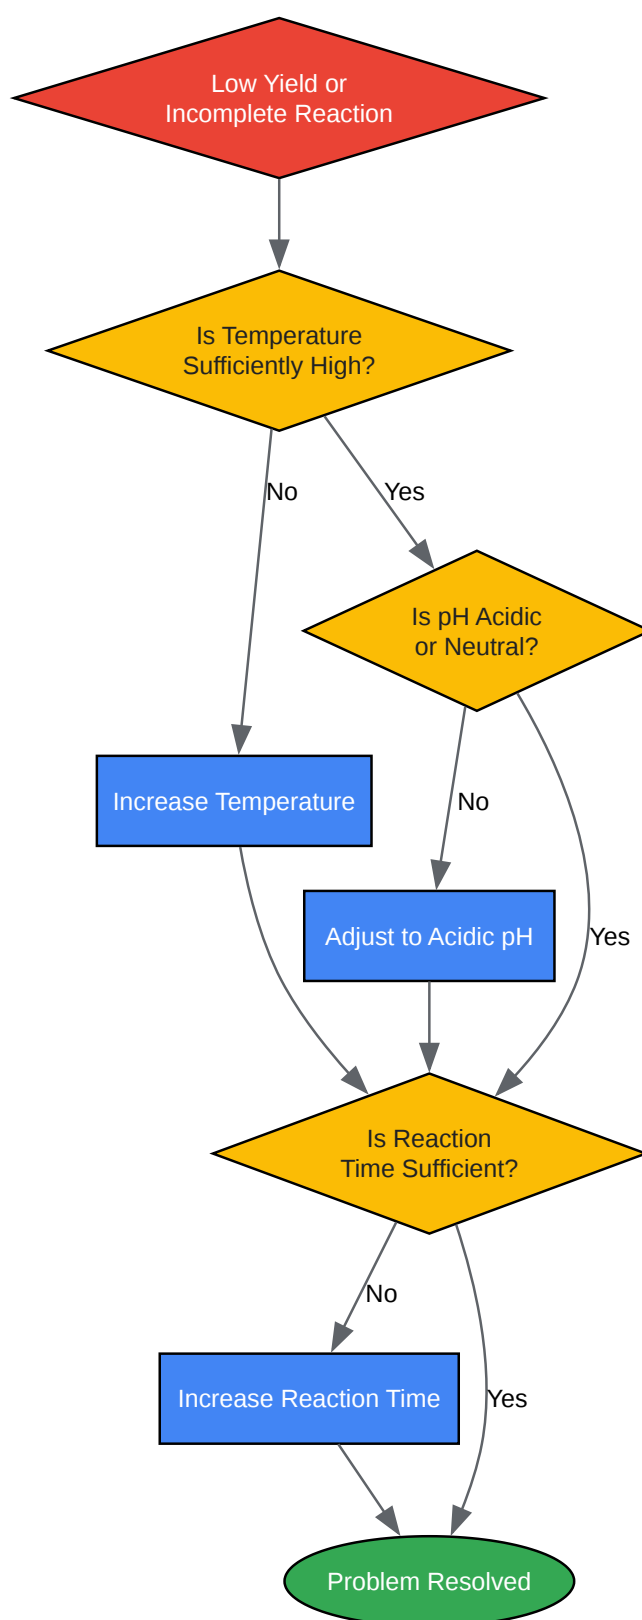 Low Yield or
Incomplete Reaction
Is Temperature
Sufficiently High?
No
Yes
Is pH Acidic
or Neutral?
Increase Temperature
No
Adjust to Acidic pH
Yes
Is Reaction
Time Sufficient?
No
Increase Reaction Time
Yes
Problem Resolved